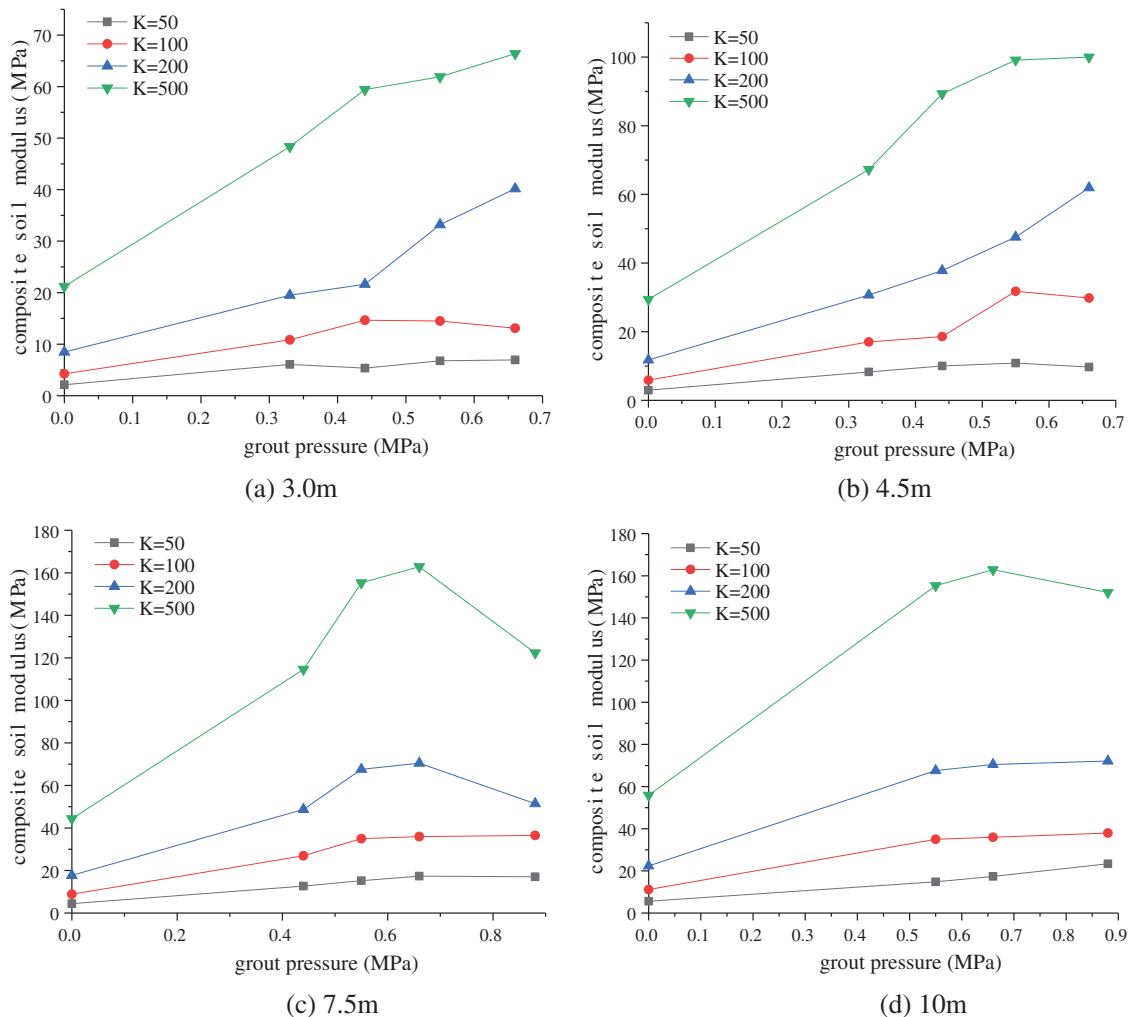 K=50
K=100
K=200
K=500
70
60
50
40
30
20
10
0
composite soil modulus(MPa)
0.0 0.1 0.2 0.3 0.4 0.5 0.6 0.7
grout pressure (MPa)
(a) 3.0m
K=50
K=100
K=200
K=500
100
80
60
40
20
0
composite soil modulus(MPa)
0.0 0.1 0.2 0.3 0.4 0.5 0.6 0.7
grout pressure (MPa)
(b) 4.5m
K=50
K=100
K=200
K=500
180
160
140
120
100
80
60
40
20
0
composite soil modulus(MPa)
0.0 0.2 0.4 0.6 0.8
grout pressure (MPa)
(c) 7.5m
K=50
K=100
K=200
K=500
180
160
140
120
100
80
60
40
20
0
composite soil modulus(MPa)
0.0 0.1 0.2 0.3 0.4 0.5 0.6 0.7 0.8 0.9
grout pressure (MPa)
(d) 10m